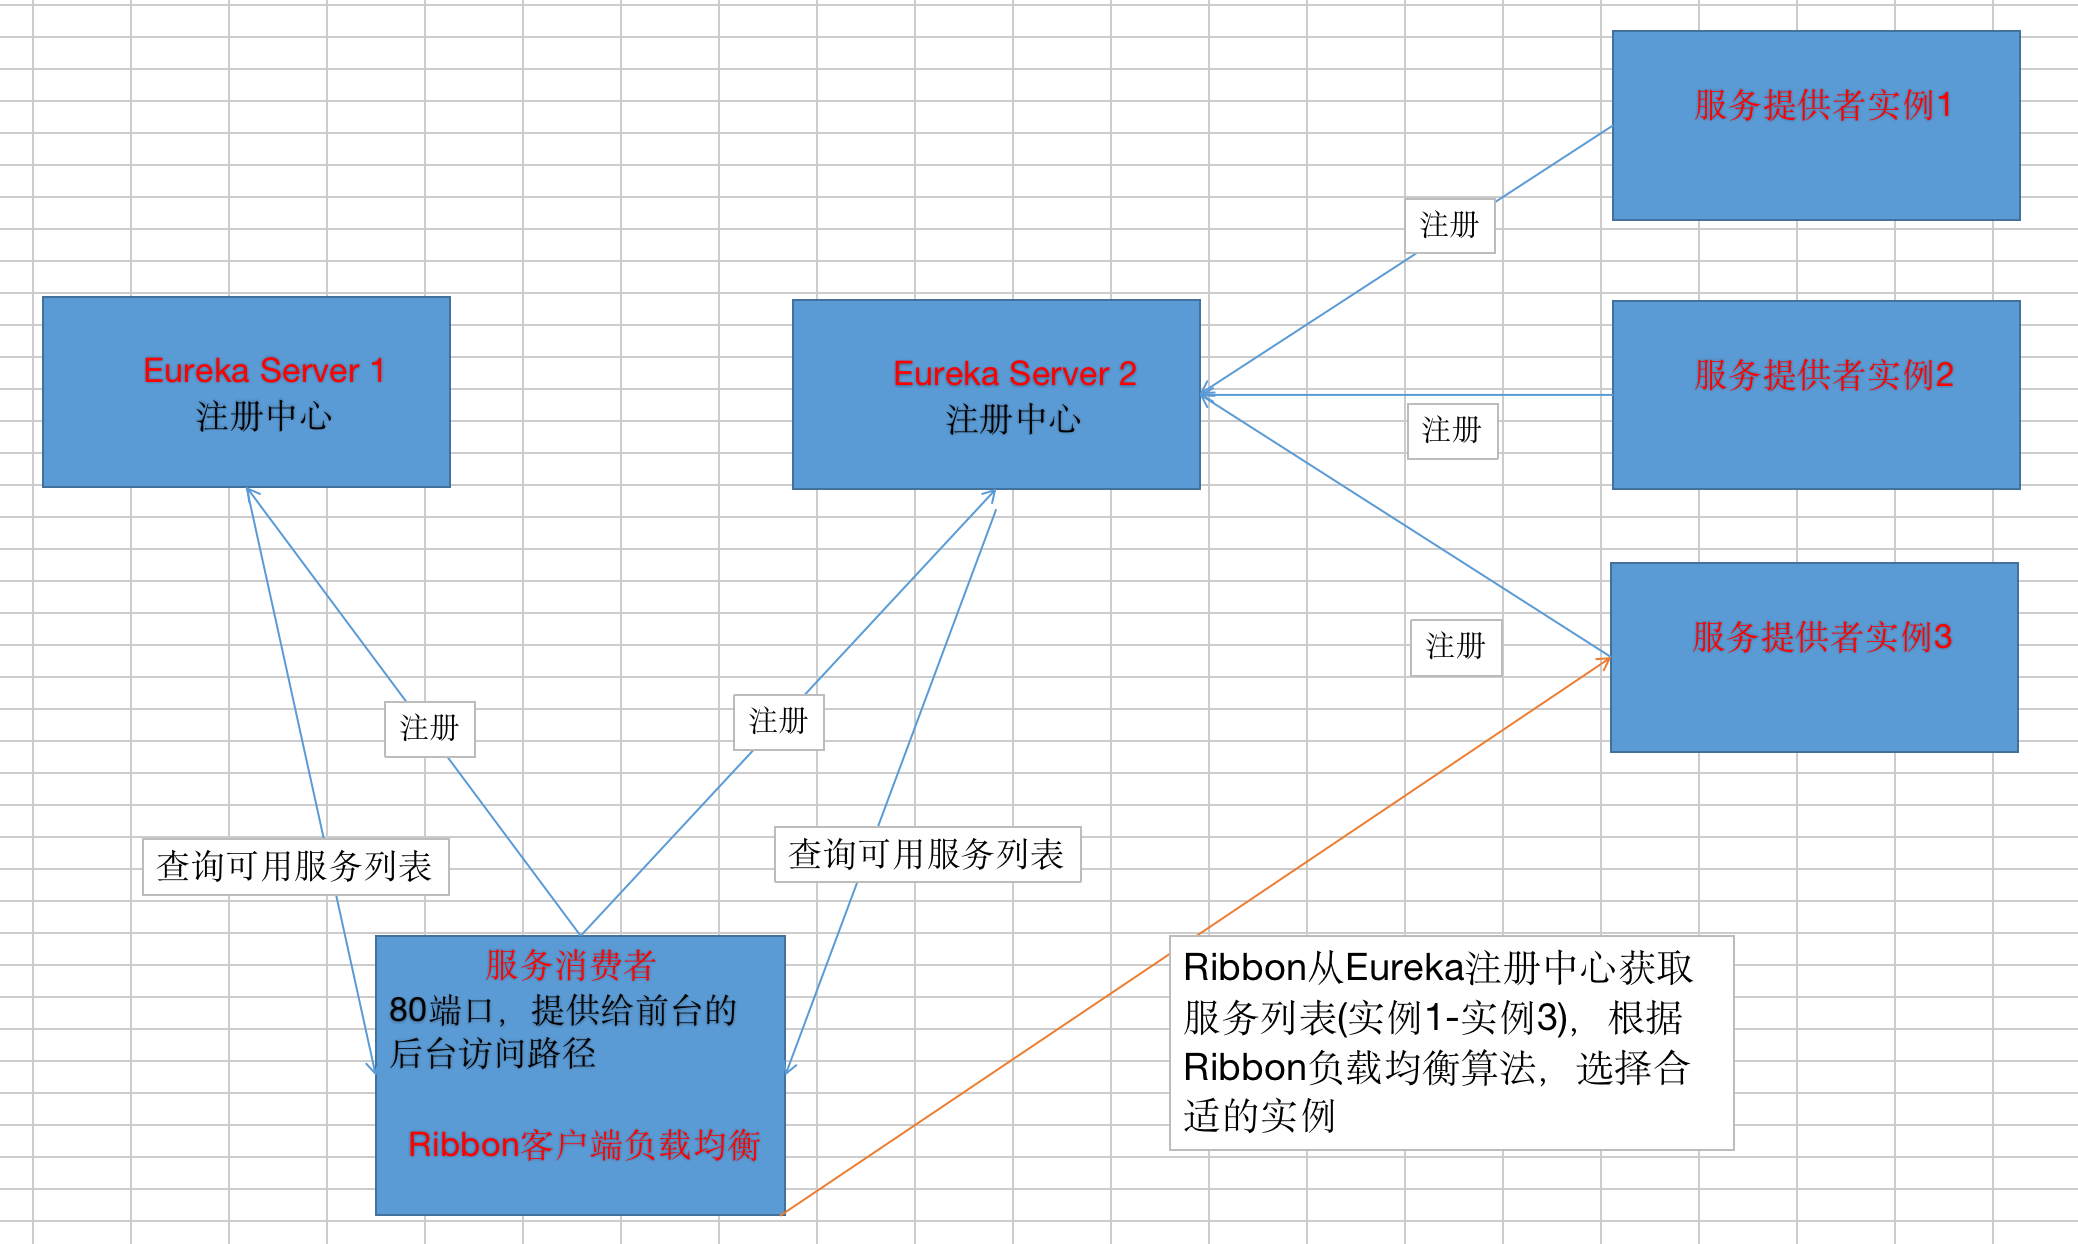 服务提供者实例1
注册
Eureka Server 1
注册中心
Eureka Server 2
注册中心
服务提供者实例2
注册
服务提供者实例3
注册
注册
注册
查询可用服务列表
查询可用服务列表
服务消费者
80端口，提供给前台的
后台访问路径
Ribbon客户端负载均衡
Ribbon从Eureka注册中心获取
服务列表(实例1-实例3)，根据
Ribbon负载均衡算法，选择合
适的实例